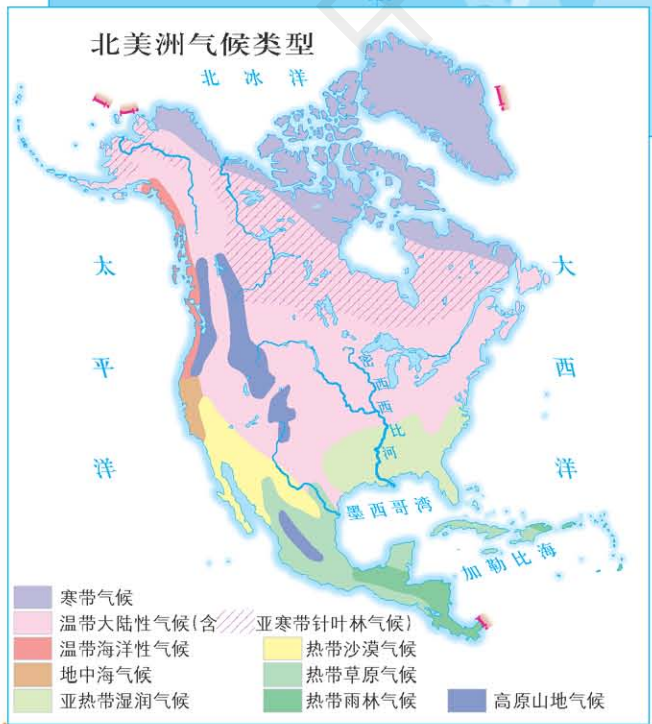 北美洲气候类型
北冰洋
太平洋
大西洋
密西西比河
墨西哥湾
加勒比海
寒带气候
温带大陆性气候(含 亚寒带针叶林气候)
温带海洋性气候 热带沙漠气候
地中海气候 热带草原气候
亚热带湿润气候 热带雨林气候 高原山地气候